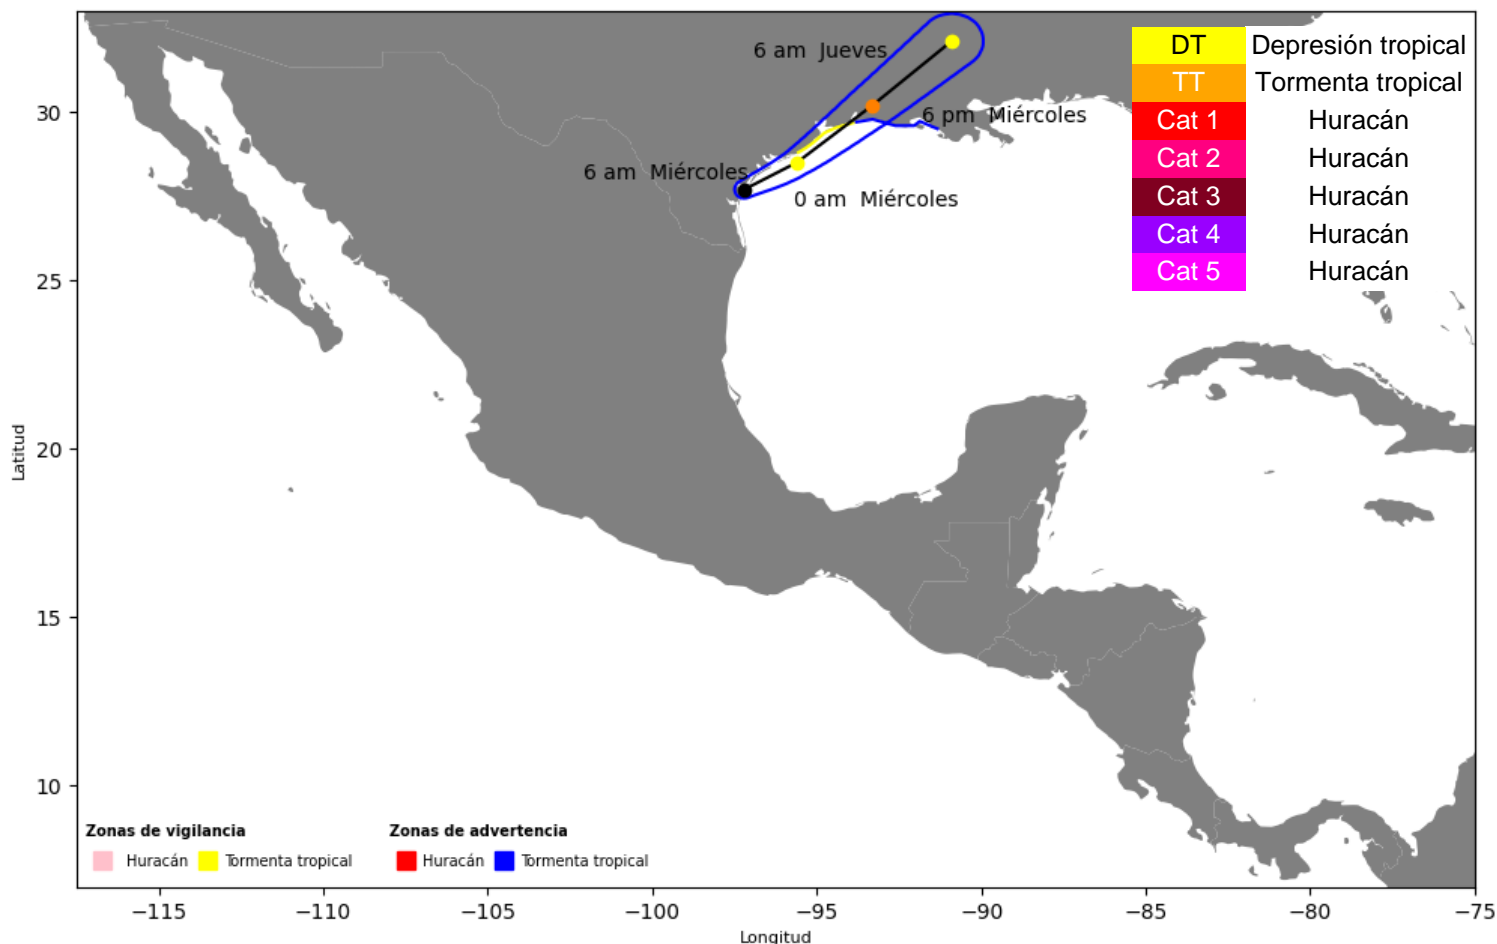 DT Depresión tropical
TT Tormenta tropical
Cat 1 Huracán
Cat 2 Huracán
Cat 3 Huracán
Cat 4 Huracán
Cat 5 Huracán
6 am  Jueves
6 pm  Miércoles
6 am  Miércoles
0 am  Miércoles
30
25
20
15
10
Latitud
Zonas de vigilancia
Huracán
Tormenta tropical
Zonas de advertencia
Huracán
Tormenta tropical
−115
−110
−105
−100
−95
−90
−85
−80
−75
Longitud